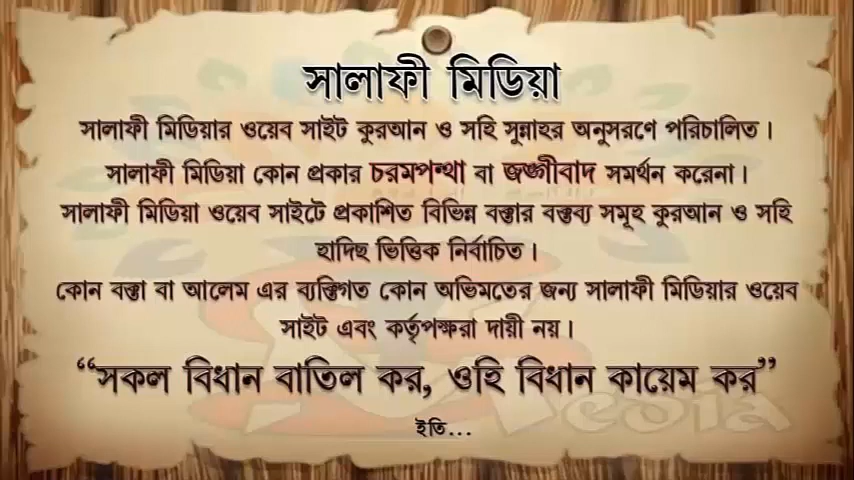 সালাফী মিডিয়া
সালাফী মিডিয়ার ওয়েব সাইট কুরআন ও সহি সুন্নাহর অনুসরণে পরিচালিত।
সালাফী মিডিয়া কোন প্রকার চরমপন্থা বা জঙ্গীবাদ সমর্থন করেনা।
সালাফী মিডিয়া ওয়েব সাইটে প্রকাশিত বিভিন্ন বক্তার বক্তব্য সমূহ কুরআন ও সহি
হাদিছ ভিত্তিক নির্বাচিত।
কোন বক্তা বা আলেম এর ব্যক্তিগত কোন অভিমতের জন্য সালাফী মিডিয়ার ওয়েব
সাইট এবং কর্তৃপক্ষরা দায়ী নয়।
“সকল বিধান বাতিল কর, ওহি বিধান কায়েম কর”
Media
ইতি...